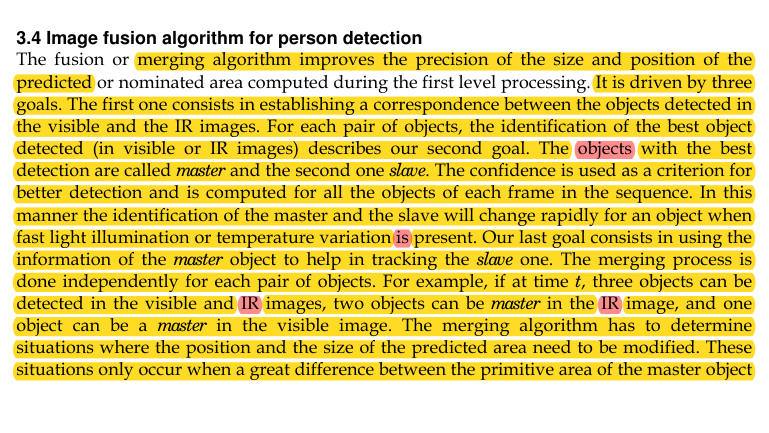 3.4 Image fusion algorithm for person detection
The fusion or merging algorithm improves the precision of the size and position of the
predicted or nominated area computed during the first level processing. It is driven by three
goals. The first one consists in establishing a correspondence between the objects detected in
the visible and the IR images. For each pair of objects, the identification of the best object
detected (in visible or IR images) describes our second goal. The objects with the best
detection are called master and the second one slave. The confidence is used as a criterion for
better detection and is computed for all the objects of each frame in the sequence. In this
manner the identification of the master and the slave will change rapidly for an object when
fast light illumination or temperature variation is present. Our last goal consists in using the
information of the master object to help in tracking the slave one. The merging process is
done independently for each pair of objects. For example, if at time t, three objects can be
detected in the visible and IR images, two objects can be master in the IR image, and one
object can be a master in the visible image. The merging algorithm has to determine
situations where the position and the size of the predicted area need to be modified. These
situations only occur when a great difference between the primitive area of the master object